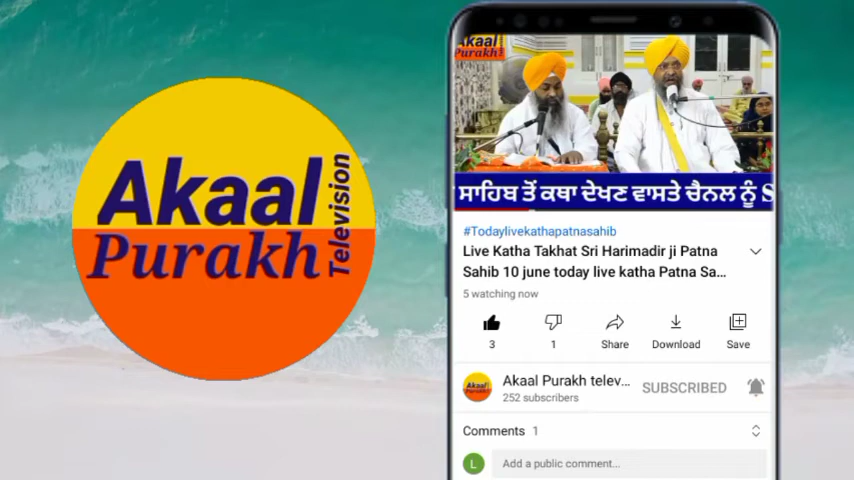 Akaal
Purakh
Television
Akaal
Purakh
ਸਾਹਿਬ ਤੋਂ ਕਥਾ ਦੇਖਣ ਵਾਸਤੇ ਚੈਨਲ ਨੂੰ S
#Todaylivekathapatnasahib
Live Katha Takhat Sri Harimadir ji Patna
Sahib 10 june today live katha Patna Sa...
5 watching now
3
1
Share
Download
Save
Akaal
Purakh
Akaal Purakh telev...
252 subscribers
SUBSCRIBED
Comments 1
L
Add a public comment...